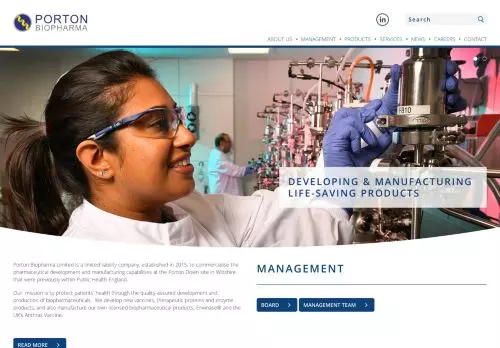 PORTON
BIOPHARMA
in
Search
ABOUT US • MANAGEMENT • PRODUCTS • SERVICES • NEWS • CAREERS • CONTACT
F810
DEVELOPING & MANUFACTURING
LIFE-SAVING PRODUCTS
Porton Biopharma Limited is a limited liability company, established in 2015, to commercialise the
pharmaceutical development and manufacturing capabilities at the Porton Down site in Wiltshire
that were previously within Public Health England.
Our mission is to protect patients' health through the quality-assured development and
production of biopharmaceuticals. We develop new vaccines, therapeutic proteins and enzyme
products, and also manufacture our own licensed biopharmaceutical products, Erwinase® and the
UK's Anthrax Vaccine.
READ MORE
MANAGEMENT
BOARD
MANAGEMENT TEAM